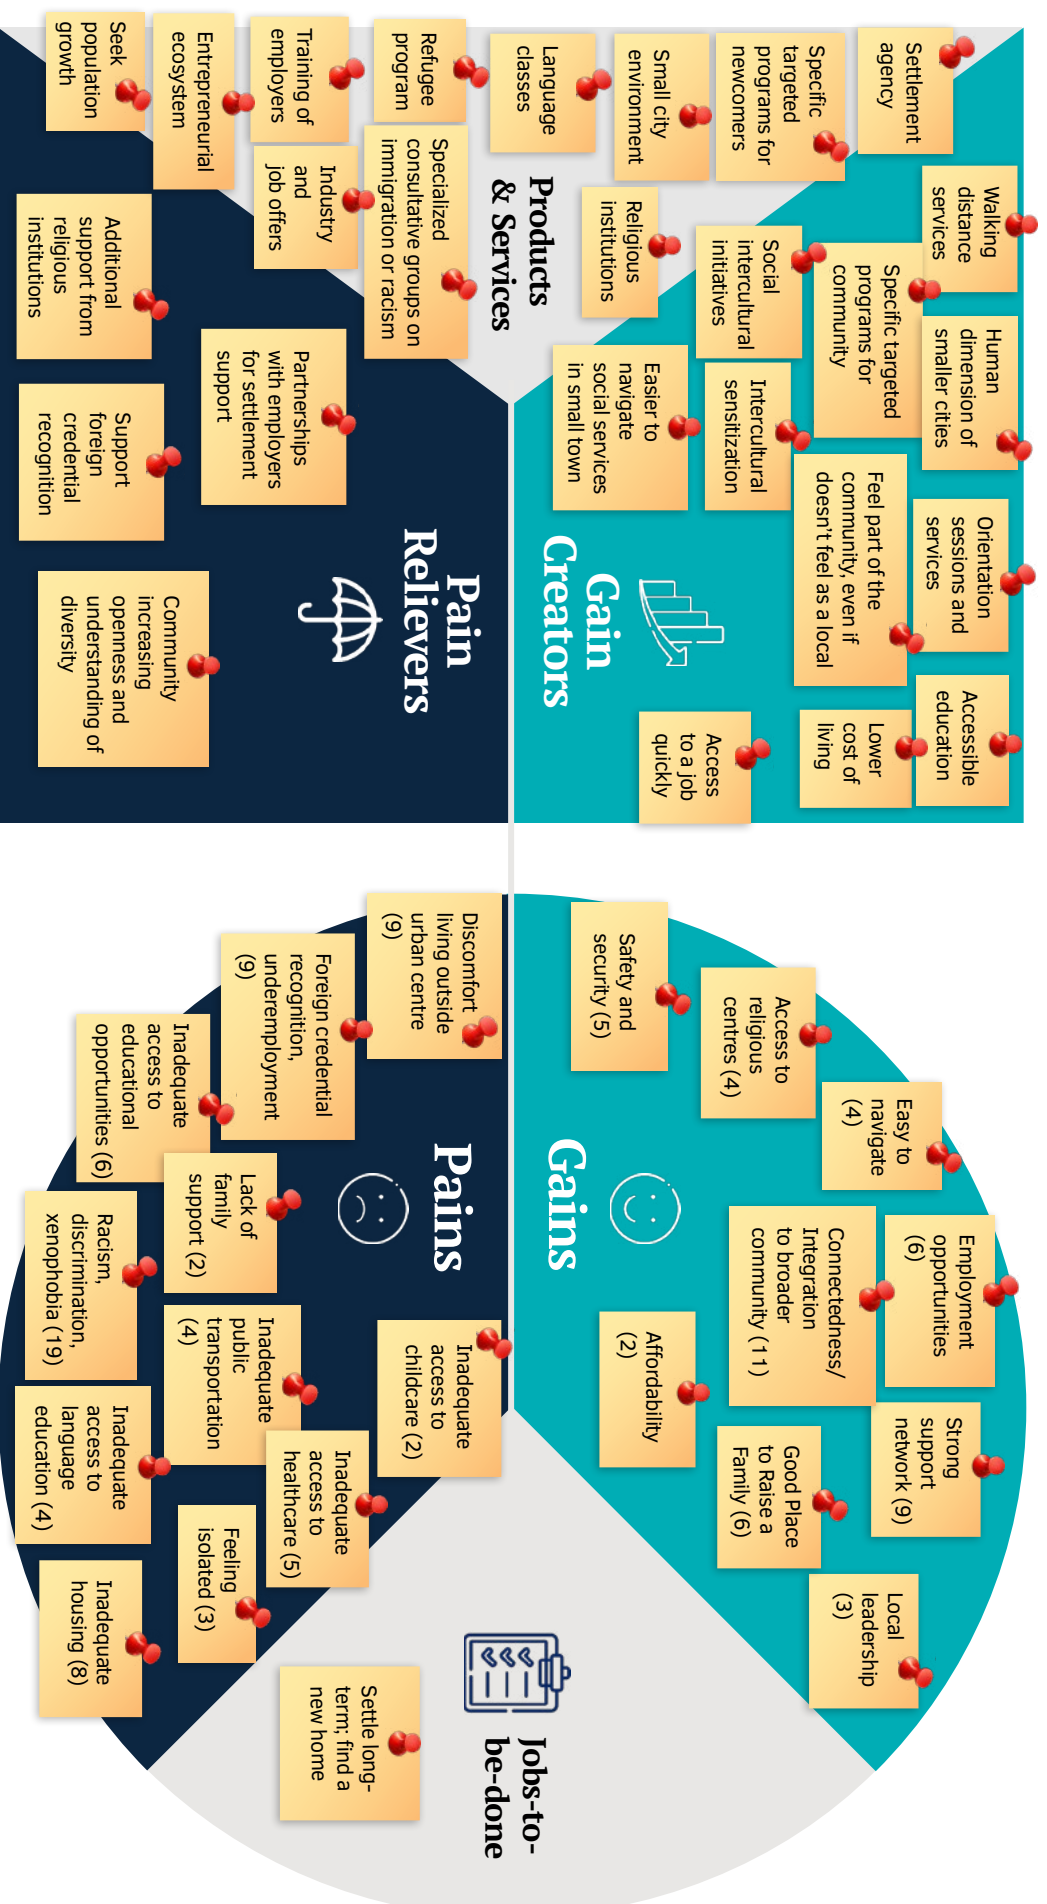 Settlement
agency
Specific
targeted
programs for
newcomers
Small city
environment
Language
classes
Refugee
program
Training of
employers
Entrepreneurial
ecosystem
Seek
population
growth
Religious
institutions
Products
& Services
Specialized
consultative groups on
immigration or racism
Industry
and
job offers
Walking
distance
services
Specific targeted
programs for
community
Social
intercultural
initiatives
Human
dimension of
smaller cities
Intercultural
sensitization
Easier to
navigate
social services
in small town
Feel part of the
community, even if
doesn't feel as a local
Orientation
sessions and
services
Gain
Creators
Accessible
education
Lower
cost of
living
Access
to a job
quickly
Additional
support from
religious
institutions
Partnerships
with employers
for settlement
support
Support
foreign
credential
recognition
Pain
Relievers
Community
increasing
openness and
understanding of
diversity
Safety and
security (5)
Access to
religious
centres (4)
Easy to
navigate
(4)
Gains
Employment
opportunities
(6)
Connectedness/
Integration
to broader
community (11)
Affordability
(2)
Strong
support
network (9)
Good Place
to Raise a
Family (6)
Local
leadership
(3)
Discomfort
living outside
urban centre
(9)
Foreign credential
recognition,
underemployment
(9)
Inadequate
access to
educational
opportunities (6)
Pains
Lack of
family
support (2)
Racism,
discrimination,
xenophobia (19)
Inadequate
public
transportation
(4)
Inadequate
access to
childcare (2)
Inadequate
access to
language
education (4)
Inadequate
access to
healthcare (5)
Feeling
isolated (3)
Inadequate
housing (8)
Jobs-to-
be-done
Settle long-
term; find a
new home